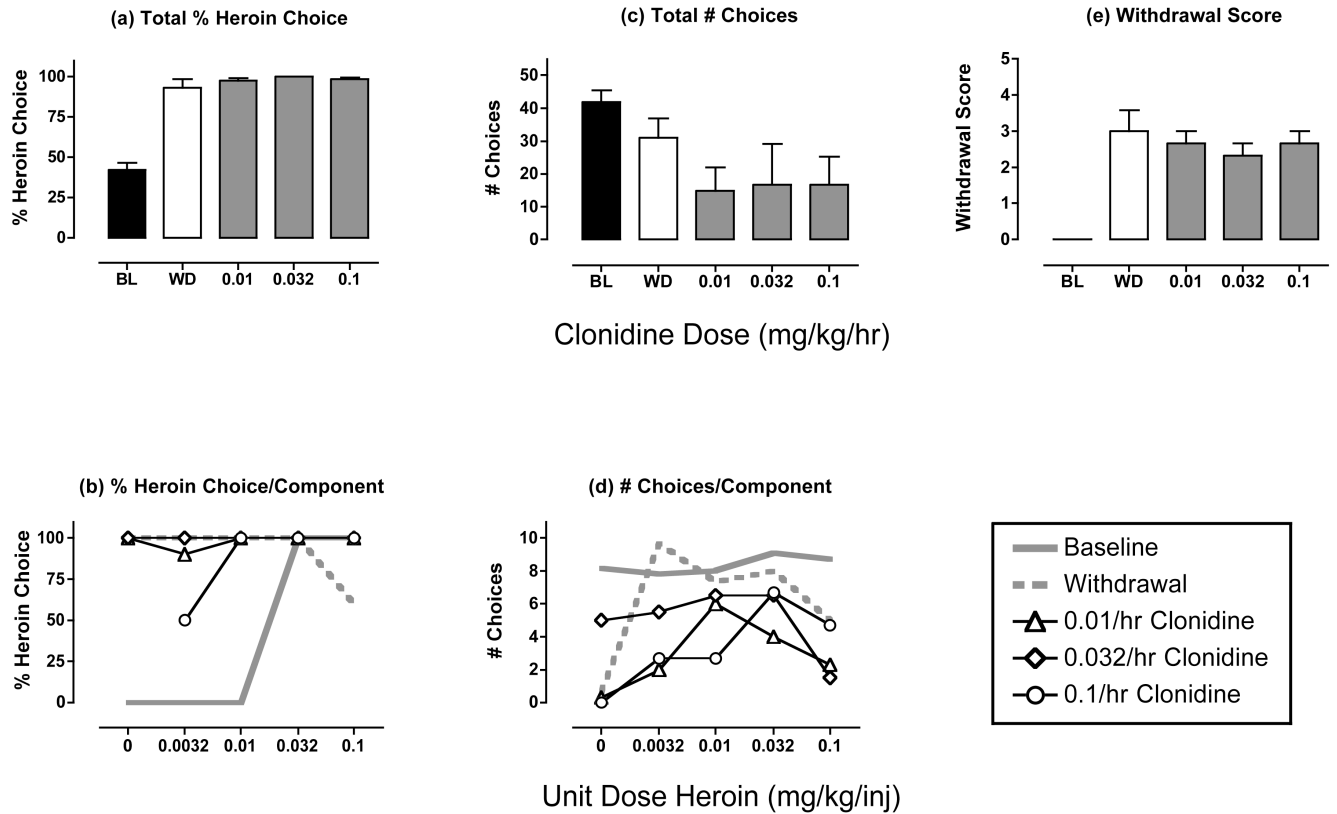 (a) Total % Heroin Choice
% Heroin Choice
100
75
50
25
0
BL WD 0.01 0.032 0.1
(c) Total # Choices
# Choices
50
40
30
20
10
0
BL WD 0.01 0.032 0.1
(e) Withdrawal Score
Withdrawal Score
5
4
3
2
1
0
BL WD 0.01 0.032 0.1
Clonidine Dose (mg/kg/hr)
(b) % Heroin Choice/Component
% Heroin Choice
100
75
50
25
0
0 0.0032 0.01 0.032 0.1
(d) # Choices/Component
# Choices
10
8
6
4
2
0
0 0.0032 0.01 0.032 0.1
Baseline
Withdrawal
0.01/hr Clonidine
0.032/hr Clonidine
0.1/hr Clonidine
Unit Dose Heroin (mg/kg/inj)